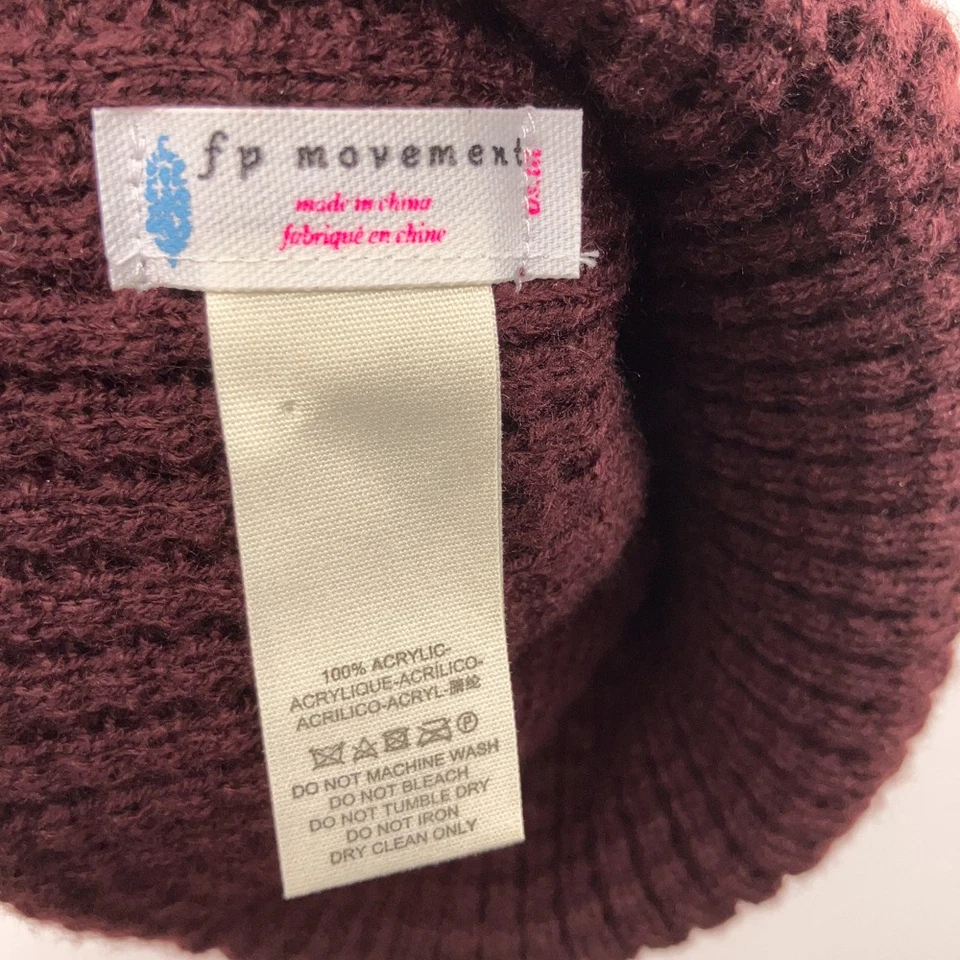 fp movement
made in china
fabriqué en chine
100% ACRYLIC-
ACRYLIQUE-ACRÍLICO-
ACRILICO-ACRYL-腈纶
DO NOT MACHINE WASH
DO NOT BLEACH
DO NOT TUMBLE DRY
DO NOT IRON
DRY CLEAN ONLY